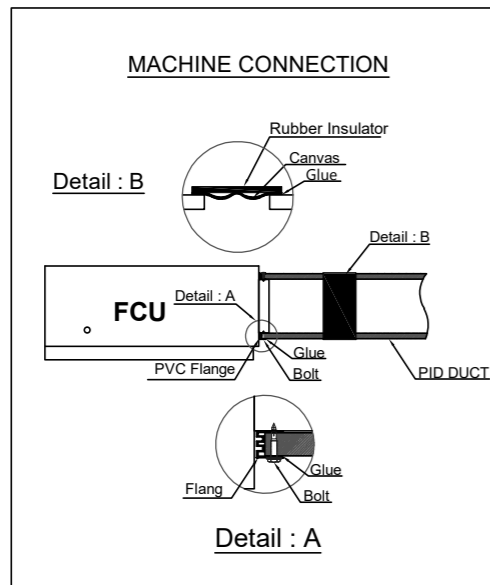 MACHINE CONNECTION
Rubber Insulator
Canvas
Glue
Detail : B
Detail : B
Detail : A
FCU
Glue
PVC Flange
Bolt
PID DUCT
Glue
Flang
Bolt
Detail : A